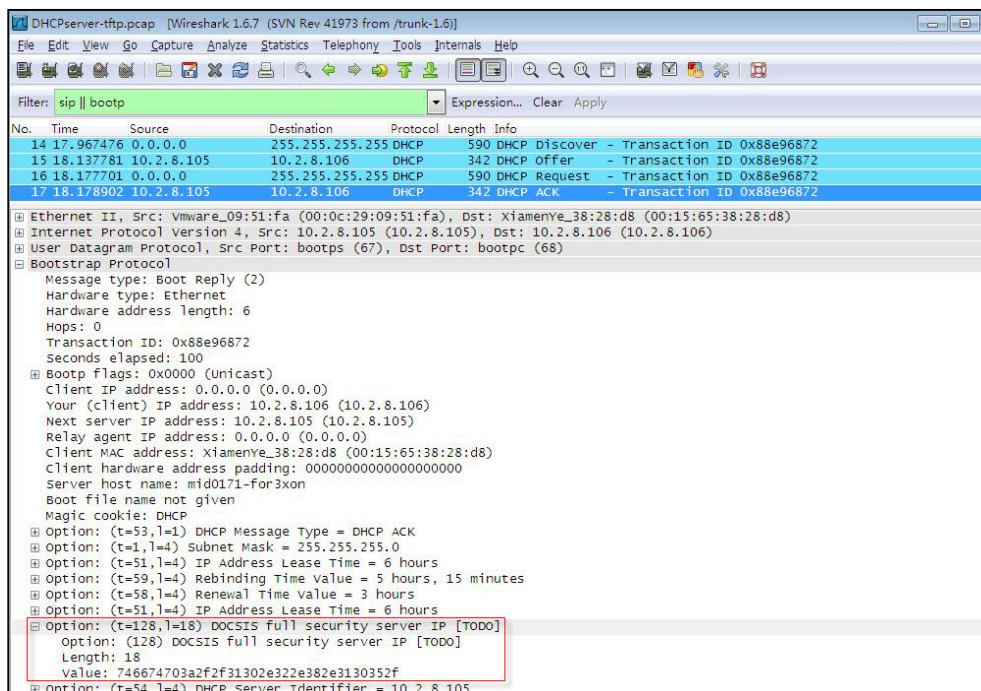 DHCPserver-tftp.pcap [Wireshark 1.6.7 (SVN Rev 41973 from /trunk-1.6)]
File Edit View Go Capture Analyze Statistics Telephony Tools Internals Help
Filter: sip || bootp Expression... Clear Apply
No. Time Source Destination Protocol Length Info
14 17.967476 0.0.0.0 255.255.255.255 DHCP 590 DHCP Discover - Transaction ID 0x88e96872
15 18.137781 10.2.8.105 10.2.8.106 DHCP 342 DHCP Offer - Transaction ID 0x88e96872
16 18.177701 0.0.0.0 255.255.255.255 DHCP 590 DHCP Request - Transaction ID 0x88e96872
17 18.178902 10.2.8.105 10.2.8.106 DHCP 342 DHCP ACK - Transaction ID 0x88e96872
Ethernet II, Src: Vmware_09:51:fa (00:0c:29:09:51:fa), Dst: XiamenYe_38:28:d8 (00:15:65:38:28:d8)
Internet Protocol Version 4, Src: 10.2.8.105 (10.2.8.105), Dst: 10.2.8.106 (10.2.8.106)
User Datagram Protocol, Src Port: bootps (67), Dst Port: bootpc (68)
Bootstrap Protocol
Message type: Boot Reply (2)
Hardware type: Ethernet
Hardware address length: 6
Hops: 0
Transaction ID: 0x88e96872
Seconds elapsed: 100
Bootp flags: 0x0000 (Unicast)
Client IP address: 0.0.0.0 (0.0.0.0)
Your (client) IP address: 10.2.8.106 (10.2.8.106)
Next server IP address: 10.2.8.105 (10.2.8.105)
Relay agent IP address: 0.0.0.0 (0.0.0.0)
Client MAC address: XiamenYe_38:28:d8 (00:15:65:38:28:d8)
Client hardware address padding: 00000000000000000000
Server host name: mid0171-for3xon
Boot file name not given
Magic cookie: DHCP
Option: (t=53,l=1) DHCP Message Type = DHCP ACK
Option: (t=1,l=4) Subnet Mask = 255.255.255.0
Option: (t=51,l=4) IP Address Lease Time = 6 hours
Option: (t=59,l=4) Rebinding Time Value = 5 hours, 15 minutes
Option: (t=58,l=4) Renewal Time Value = 3 hours
Option: (t=51,l=4) IP Address Lease Time = 6 hours
Option: (t=128,l=18) DOCSIS full security server IP [TODO]
Option: (128) DOCSIS full security server IP [TODO]
Length: 18
Value: 746674703a2f2f31302e322e382e3130352f
Option: (t=54,l=4) DHCP Server Identifier = 10.2.8.105